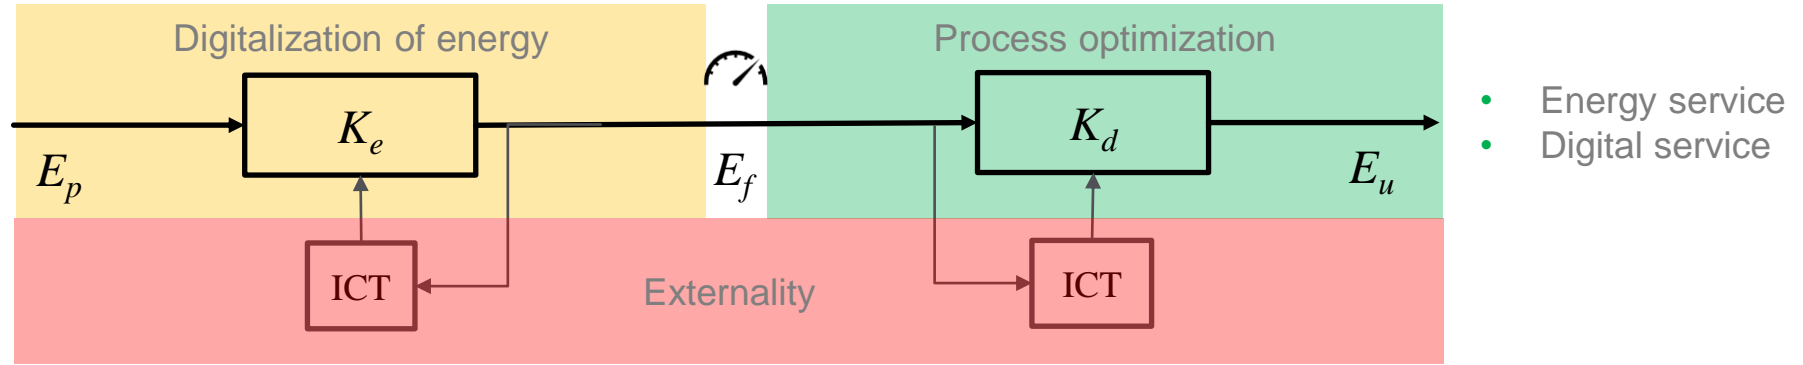 Digitalization of energy
Process optimization
K_e
K_d
E_p
E_f
E_u
• Energy service
• Digital service
ICT
Externality
ICT